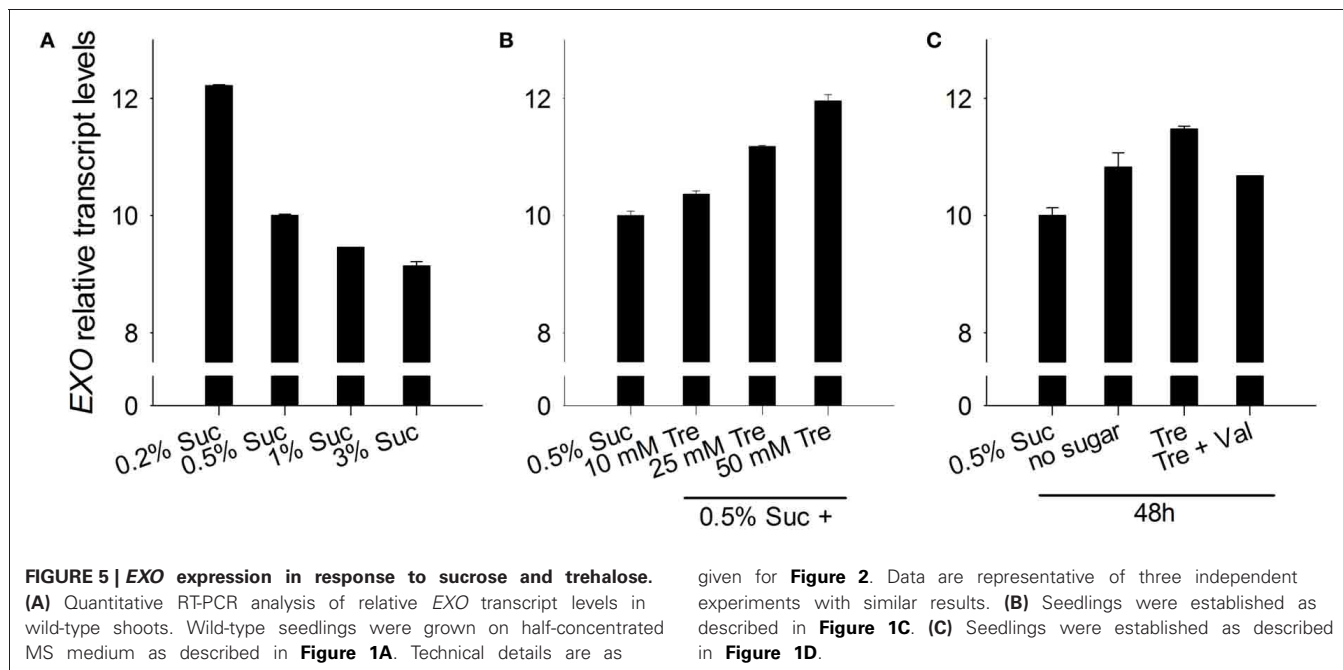 A
EXO relative transcript levels
12
10
8
0
0.2% Suc
0.5% Suc
1% Suc
3% Suc
B
12
10
8
0
0.5% Suc
10 mM Tre
25 mM Tre
50 mM Tre
0.5% Suc +
C
12
10
8
0
0.5% Suc
no sugar
Tre
Tre + Val
48h
FIGURE 5 | EXO expression in response to sucrose and trehalose.
(A) Quantitative RT-PCR analysis of relative EXO transcript levels in
wild-type shoots. Wild-type seedlings were grown on half-concentrated
MS medium as described in Figure 1A. Technical details are as
given for Figure 2. Data are representative of three independent
experiments with similar results. (B) Seedlings were established as
described in Figure 1C. (C) Seedlings were established as described
in Figure 1D.